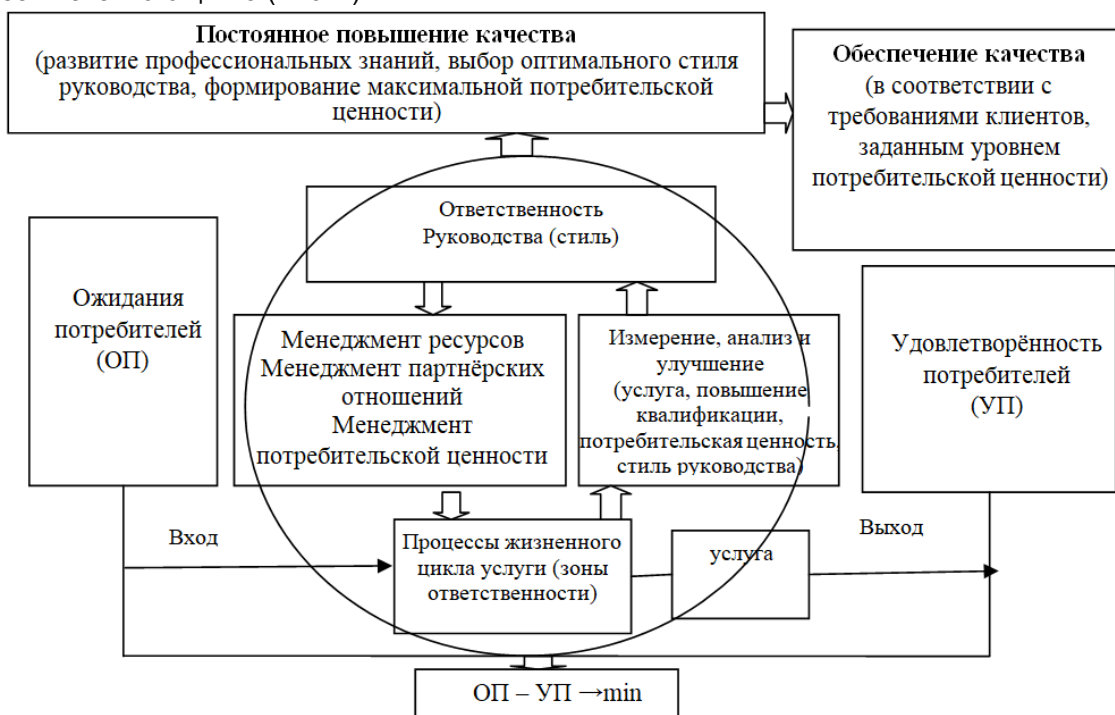 Постоянное повышение качества
(развитие профессиональных знаний, выбор оптимального стиля
руководства, формирование максимальной потребительской
ценности)
Обеспечение качества
(в соответствии с
требованиями клиентов,
заданным уровнем
потребительской ценности)
Ответственность
Руководства (стиль)
Ожидания
потребителей
(ОП)
Менеджмент ресурсов
Менеджмент партнёрских
отношений
Менеджмент
потребительской ценности
Измерение, анализ и
улучшение
(услуга, повышение
квалификации,
потребительская ценность,
стиль руководства)
Удовлетворённость
потребителей
(УП)
Вход
Процессы жизненного
цикла услуги (зоны
ответственности)
услуга
Выход
ОП – УП →min